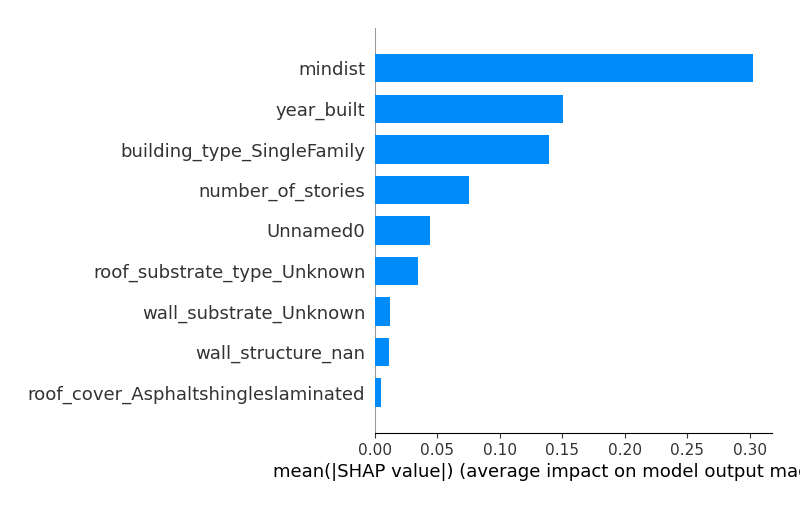 mindist
year_built
building_type_SingleFamily
number_of_stories
Unnamed0
roof_substrate_type_Unknown
wall_substrate_Unknown
wall_structure_nan
roof_cover_Asphaltshingleslaminated
0.00 0.05 0.10 0.15 0.20 0.25 0.30
mean(|SHAP value|) (average impact on model output